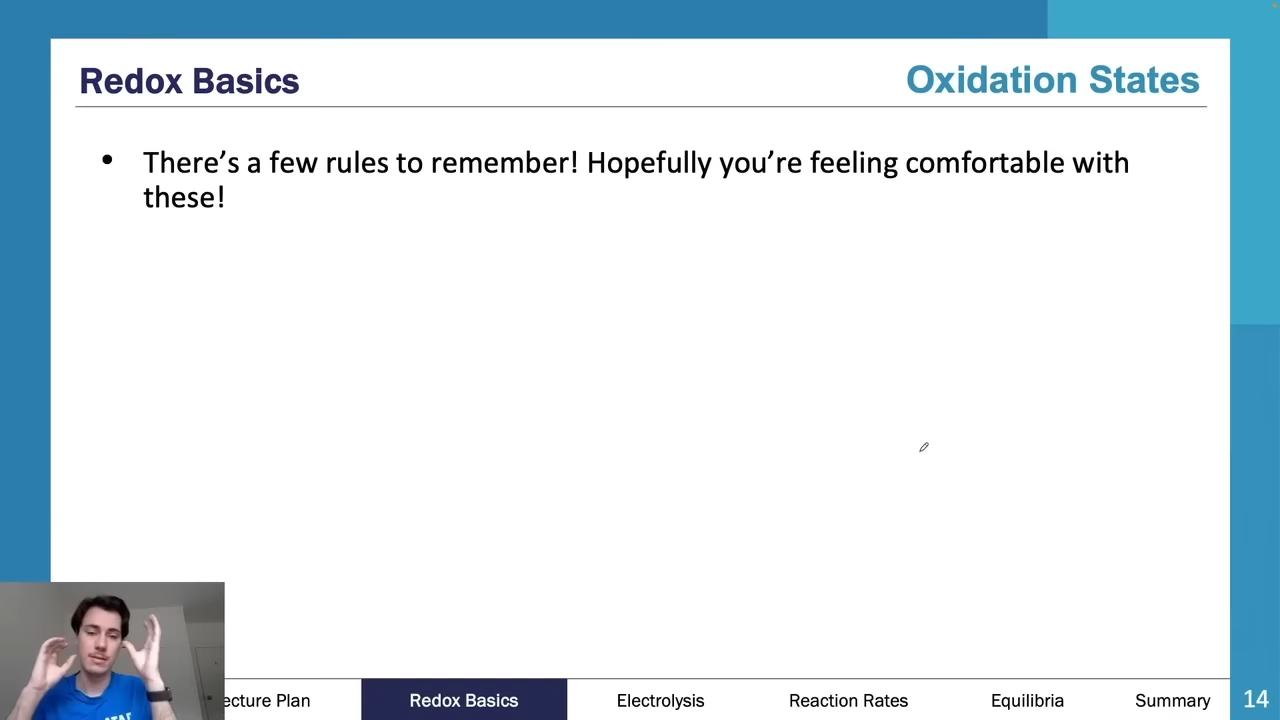 Redox Basics
Oxidation States
• There’s a few rules to remember! Hopefully you’re feeling comfortable with
these!
ecture Plan
Redox Basics
Electrolysis
Reaction Rates
Equilibria
Summary
14